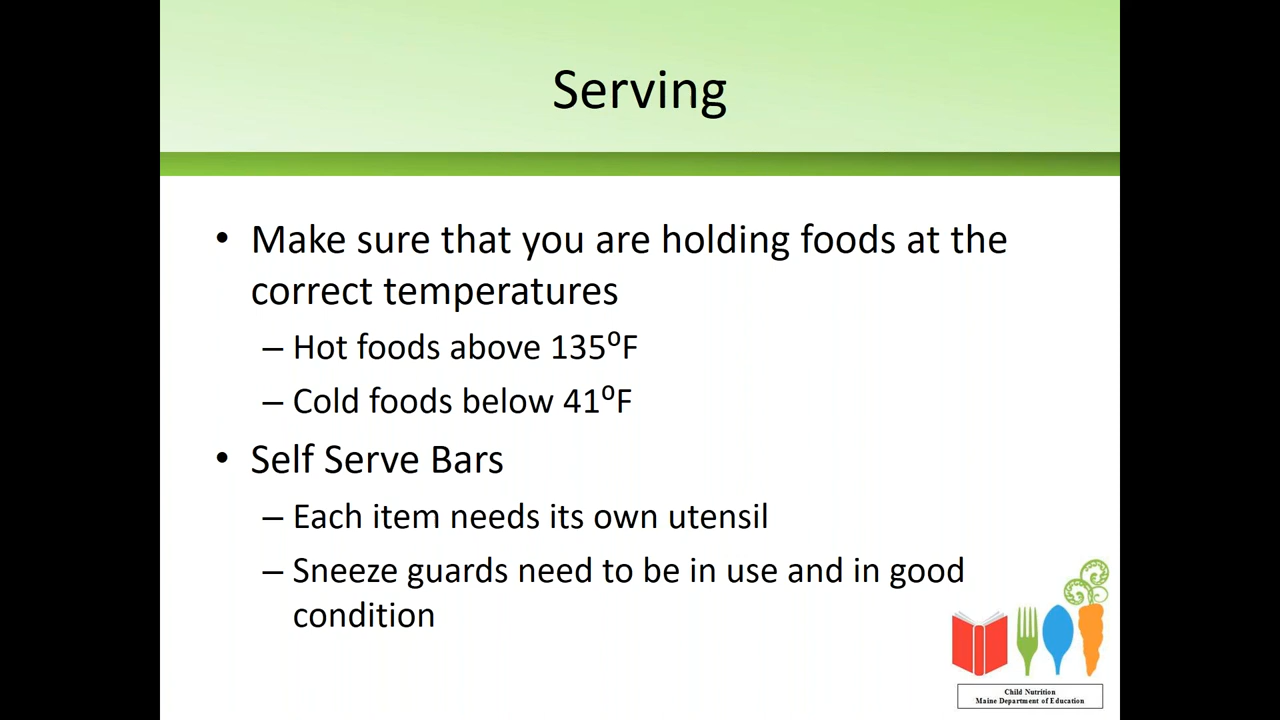 Serving
• Make sure that you are holding foods at the
correct temperatures
– Hot foods above 135⁰F
– Cold foods below 41⁰F
• Self Serve Bars
– Each item needs its own utensil
– Sneeze guards need to be in use and in good
condition
Child Nutrition
Maine Department of Education